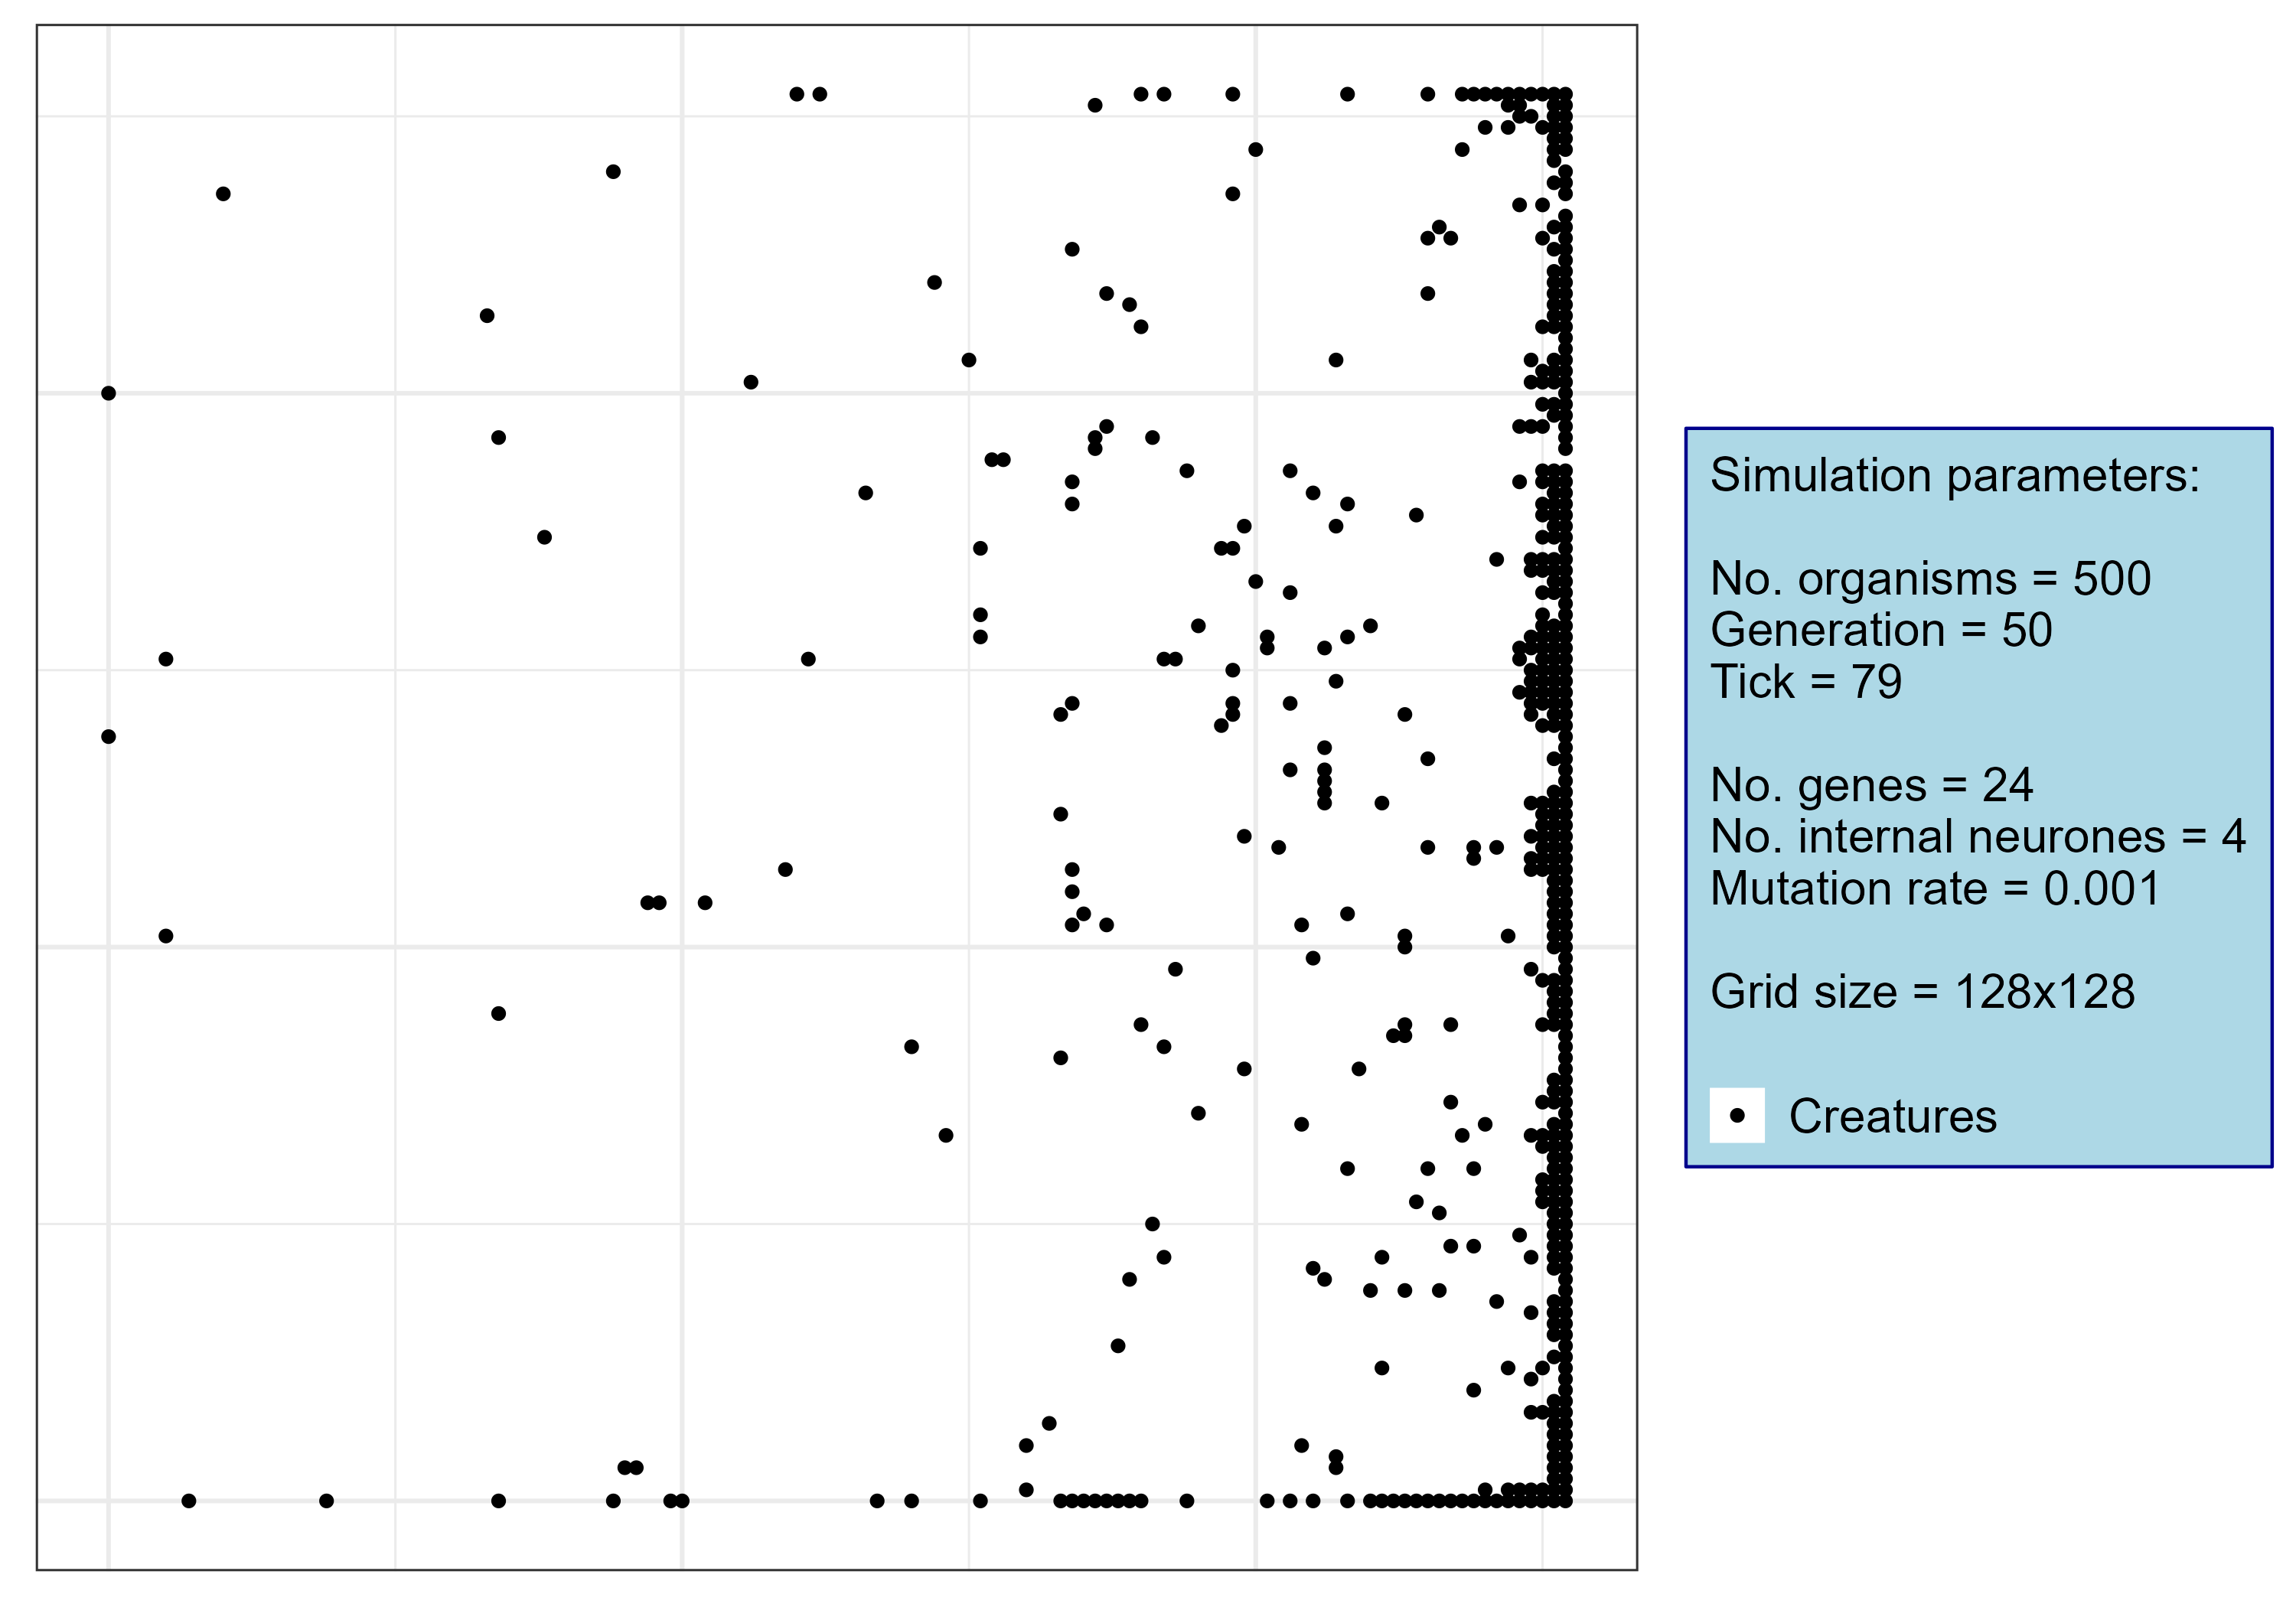 Simulation parameters:
No. organisms = 500
Generation = 50
Tick = 79
No. genes = 24
No. internal neurones = 4
Mutation rate = 0.001
Grid size = 128x128
Creatures